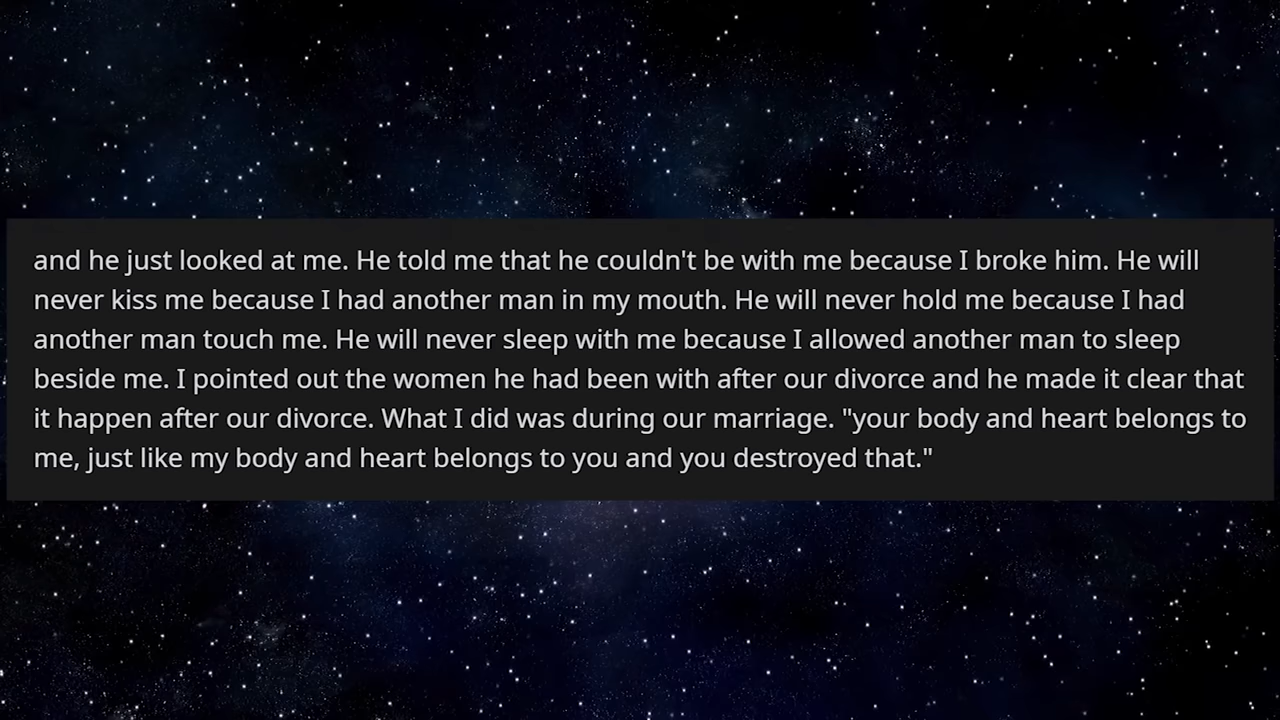 and he just looked at me. He told me that he couldn't be with me because I broke him. He will
never kiss me because I had another man in my mouth. He will never hold me because I had
another man touch me. He will never sleep with me because I allowed another man to sleep
beside me. I pointed out the women he had been with after our divorce and he made it clear that
it happen after our divorce. What I did was during our marriage. "your body and heart belongs to
me, just like my body and heart belongs to you and you destroyed that."